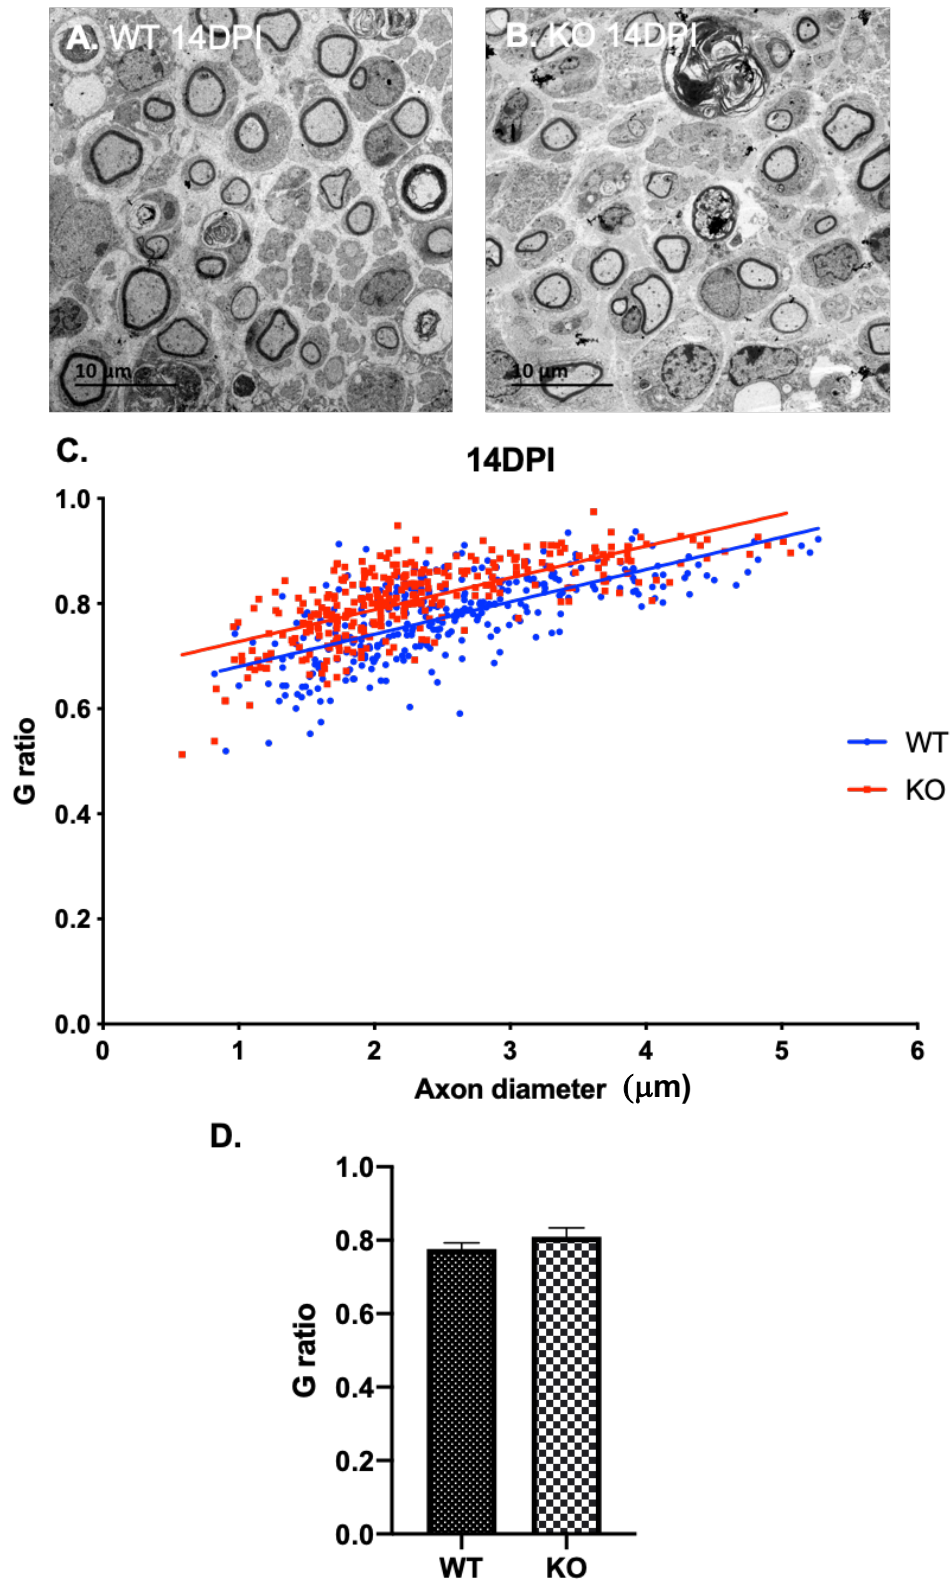 A. WT 14DPI
B. KO 14DPI
10 µm
10 µm
C.
14DPI
1.0
0.8
0.6
0.4
0.2
0.0
0 1 2 3 4 5 6
G ratio
Axon diameter (µm)
WT
KO
D.
1.0
0.8
0.6
0.4
0.2
0.0
G ratio
WT KO